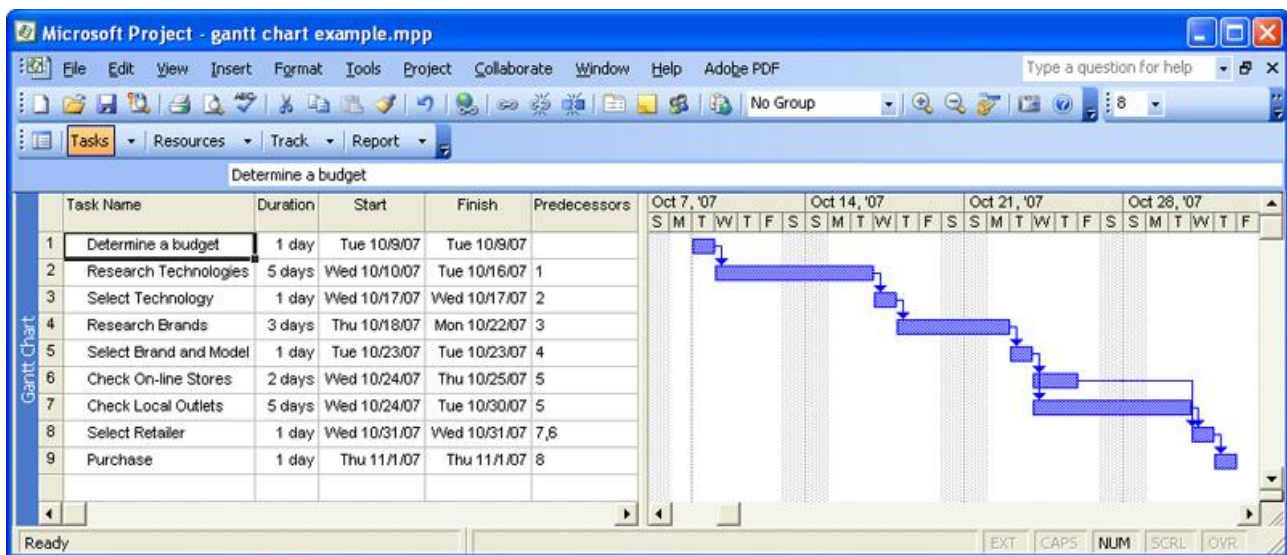 Microsoft Project - gantt chart example.mpp
File Edit View Insert Format Tools Project Collaborate Window Help Adobe PDF Type a question for help
No Group 8
Tasks Resources Track Report
Determine a budget
Task Name Duration Start Finish Predecessors Oct 7, '07 Oct 14, '07 Oct 21, '07 Oct 28, '07
S M T W T F S S M T W T F S S M T W T F S S M T W T F
1 Determine a budget 1 day Tue 10/9/07 Tue 10/9/07
2 Research Technologies 5 days Wed 10/10/07 Tue 10/16/07 1
3 Select Technology 1 day Wed 10/17/07 Wed 10/17/07 2
4 Research Brands 3 days Thu 10/18/07 Mon 10/22/07 3
5 Select Brand and Model 1 day Tue 10/23/07 Tue 10/23/07 4
6 Check On-line Stores 2 days Wed 10/24/07 Thu 10/25/07 5
7 Check Local Outlets 5 days Wed 10/24/07 Tue 10/30/07 5
8 Select Retailer 1 day Wed 10/31/07 Wed 10/31/07 7,6
9 Purchase 1 day Thu 11/1/07 Thu 11/1/07 8
Gantt Chart
Ready EXT CAPS NUM SCRL OVR